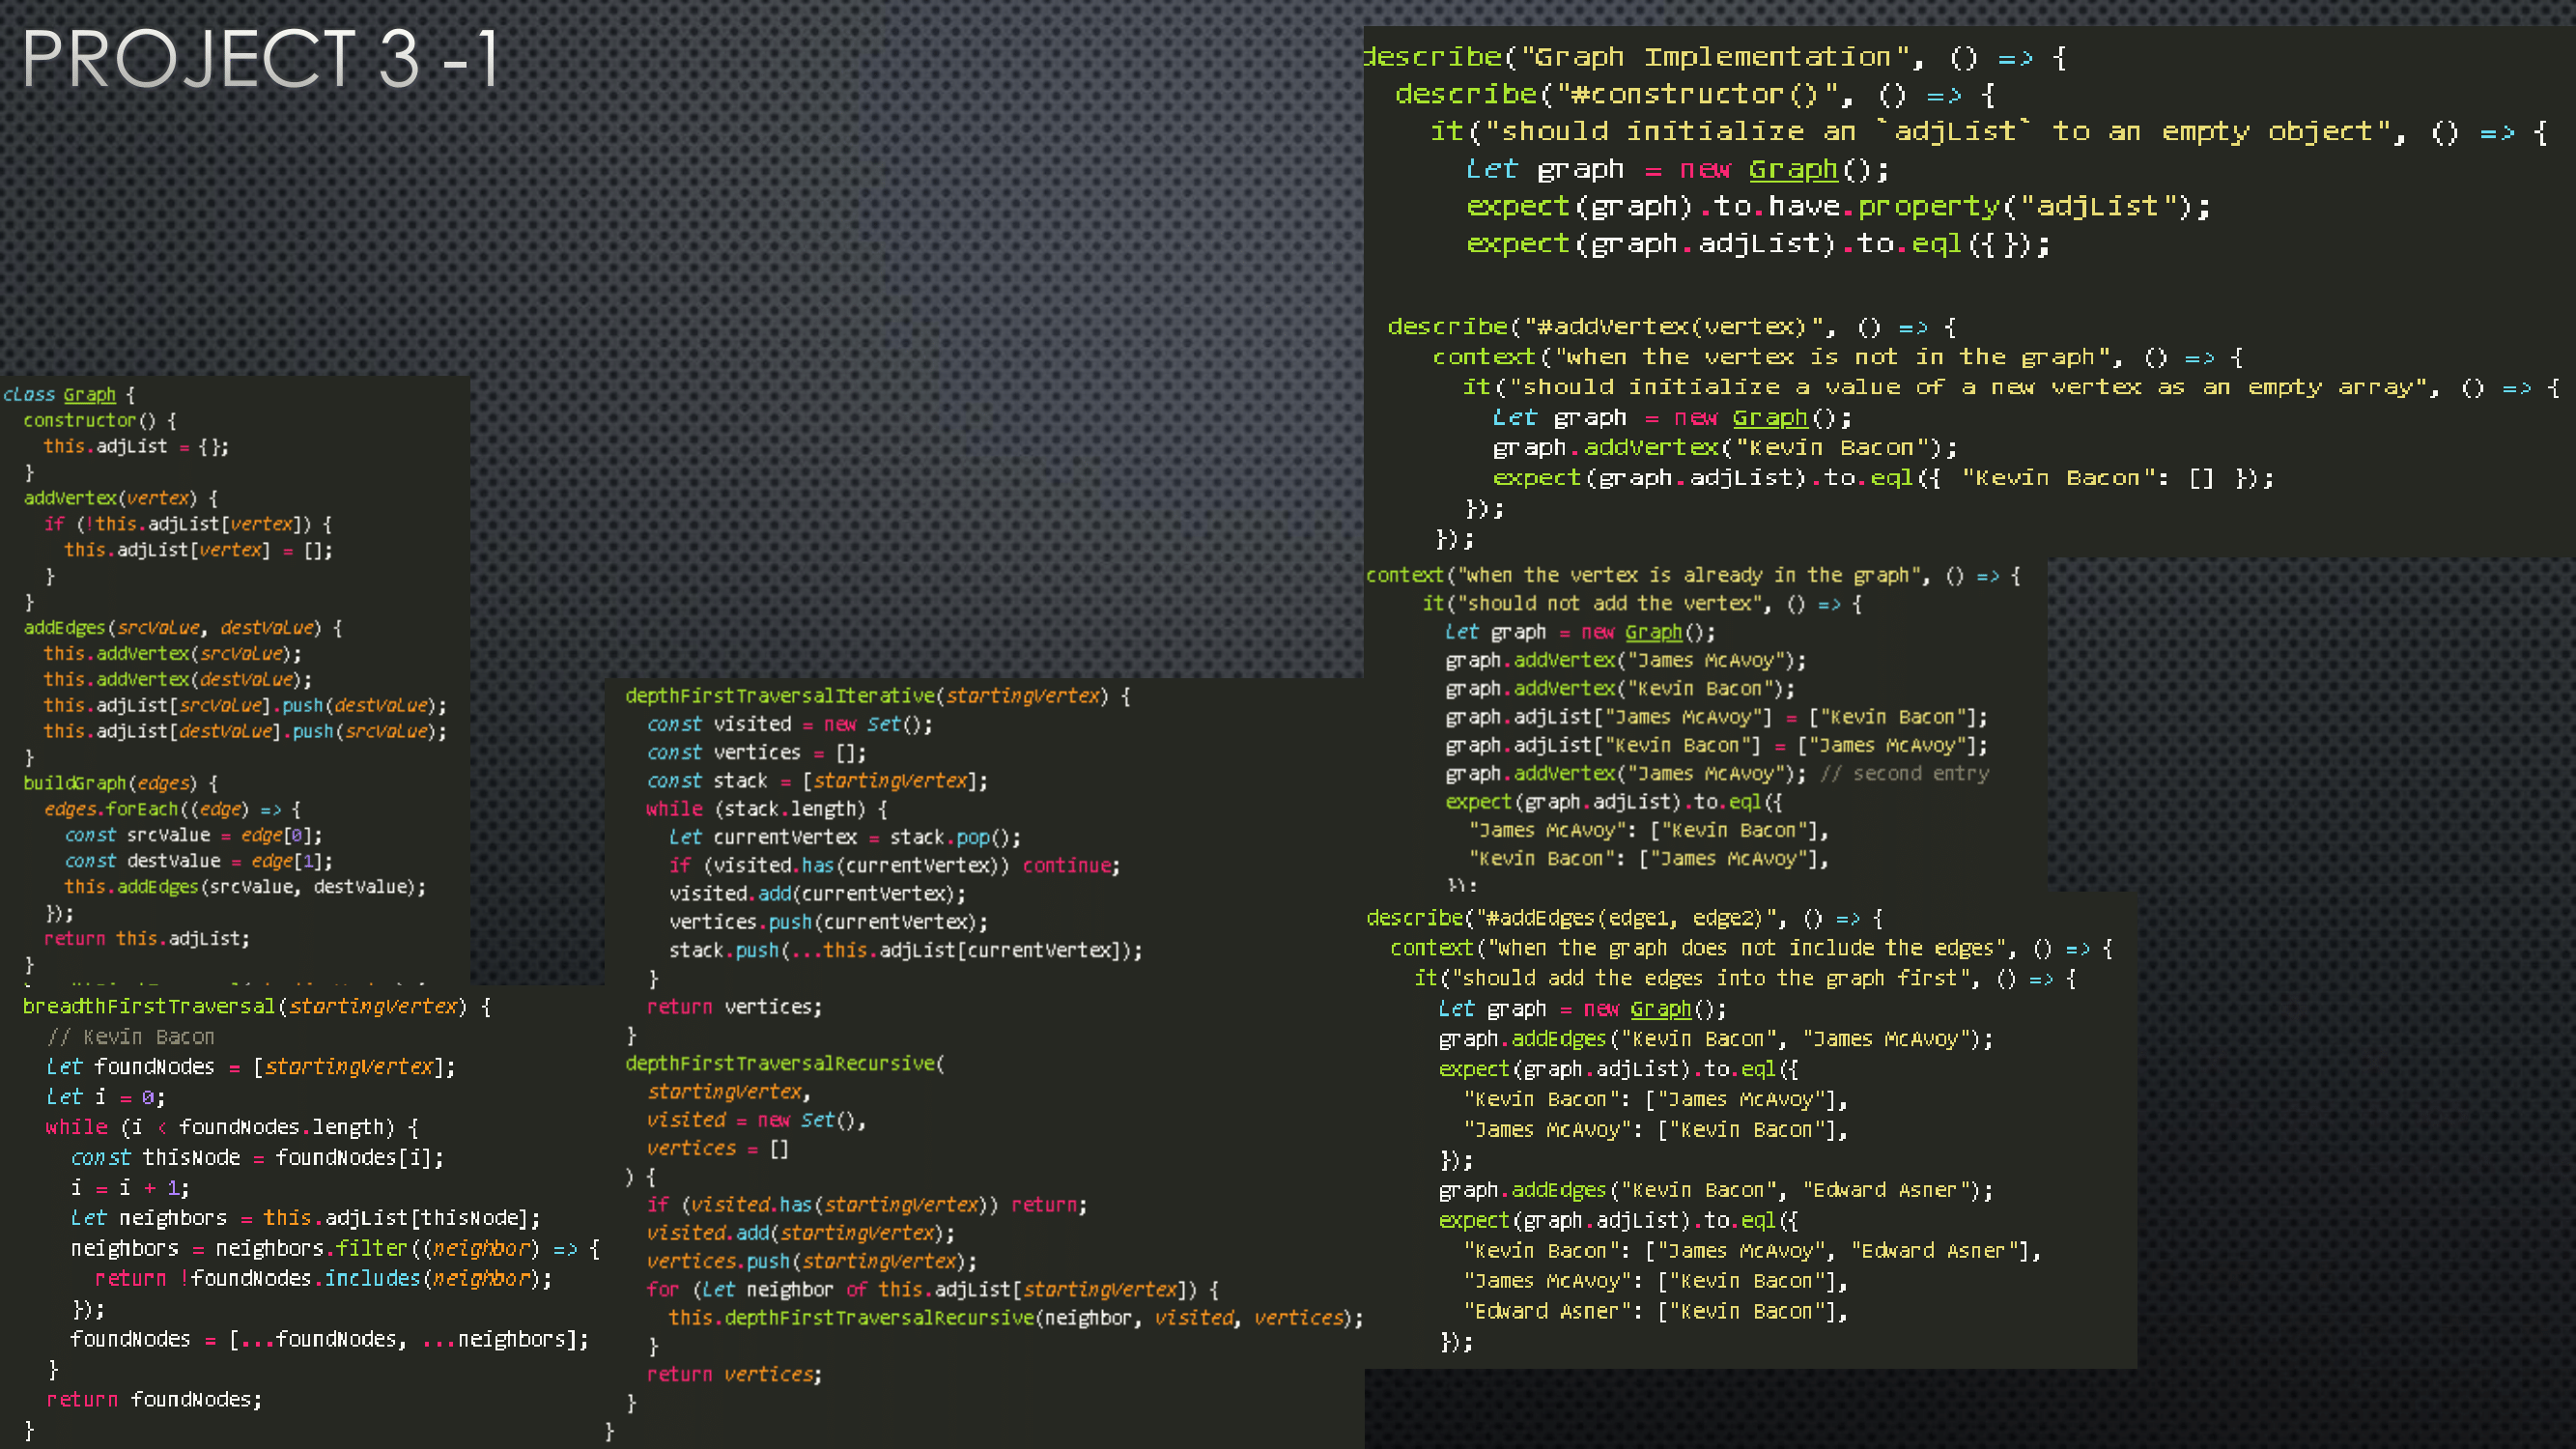 PROJECT 3 -1
class Graph {
constructor() {
this.adjList = {};
}
addVertex(vertex) {
if (!this.adjList[vertex]) {
this.adjList[vertex] = [];
}
}
addEdges(srcValue, destValue) {
this.addVertex(srcValue);
this.addVertex(destValue);
this.adjList[srcValue].push(destValue);
this.adjList[destValue].push(srcValue);
}
buildGraph(edges) {
edges.forEach((edge) => {
const srcValue = edge[0];
const destValue = edge[1];
this.addEdges(srcValue, destValue);
});
return this.adjList;
}
breadthFirstTraversal(startingVertex) {
// Kevin Bacon
let foundNodes = [startingVertex];
let i = 0;
while (i < foundNodes.length) {
const thisNode = foundNodes[i];
i = i + 1;
let neighbors = this.adjList[thisNode];
neighbors = neighbors.filter((neighbor) => {
return !foundNodes.includes(neighbor);
});
foundNodes = [...foundNodes, ...neighbors];
}
return foundNodes;
}
depthFirstTraversalIterative(startingVertex) {
const visited = new Set();
const vertices = [];
const stack = [startingVertex];
while (stack.length) {
let currentVertex = stack.pop();
if (visited.has(currentVertex)) continue;
visited.add(currentVertex);
vertices.push(currentVertex);
stack.push(...this.adjList[currentVertex]);
}
return vertices;
}
depthFirstTraversalRecursive(
startingVertex,
visited = new Set(),
vertices = []
) {
if (visited.has(startingVertex)) return;
visited.add(startingVertex);
vertices.push(startingVertex);
for (let neighbor of this.adjList[startingVertex]) {
this.depthFirstTraversalRecursive(neighbor, visited, vertices);
}
return vertices;
}
}
describe("Graph Implementation", () => {
describe("#constructor()", () => {
it("should initialize an `adjList` to an empty object", () => {
let graph = new Graph();
expect(graph).to.have.property("adjList");
expect(graph.adjList).to.eql({});
describe("#addVertex(vertex)", () => {
context("when the vertex is not in the graph", () => {
it("should initialize a value of a new vertex as an empty array", () => {
let graph = new Graph();
graph.addVertex("Kevin Bacon");
expect(graph.adjList).to.eql({ "Kevin Bacon": [] });
});
});
context("when the vertex is already in the graph", () => {
it("should not add the vertex", () => {
let graph = new Graph();
graph.addVertex("James McAvoy");
graph.addVertex("Kevin Bacon");
graph.adjList["James McAvoy"] = ["Kevin Bacon"];
graph.adjList["Kevin Bacon"] = ["James McAvoy"];
graph.addVertex("James McAvoy"); // second entry
expect(graph.adjList).to.eql({
"James McAvoy": ["Kevin Bacon"],
"Kevin Bacon": ["James McAvoy"],
});
describe("#addEdges(edge1, edge2)", () => {
context("when the graph does not include the edges", () => {
it("should add the edges into the graph first", () => {
let graph = new Graph();
graph.addEdges("Kevin Bacon", "James McAvoy");
expect(graph.adjList).to.eql({
"Kevin Bacon": ["James McAvoy"],
"James McAvoy": ["Kevin Bacon"],
});
graph.addEdges("Kevin Bacon", "Edward Asner");
expect(graph.adjList).to.eql({
"Kevin Bacon": ["James McAvoy", "Edward Asner"],
"James McAvoy": ["Kevin Bacon"],
"Edward Asner": ["Kevin Bacon"],
});